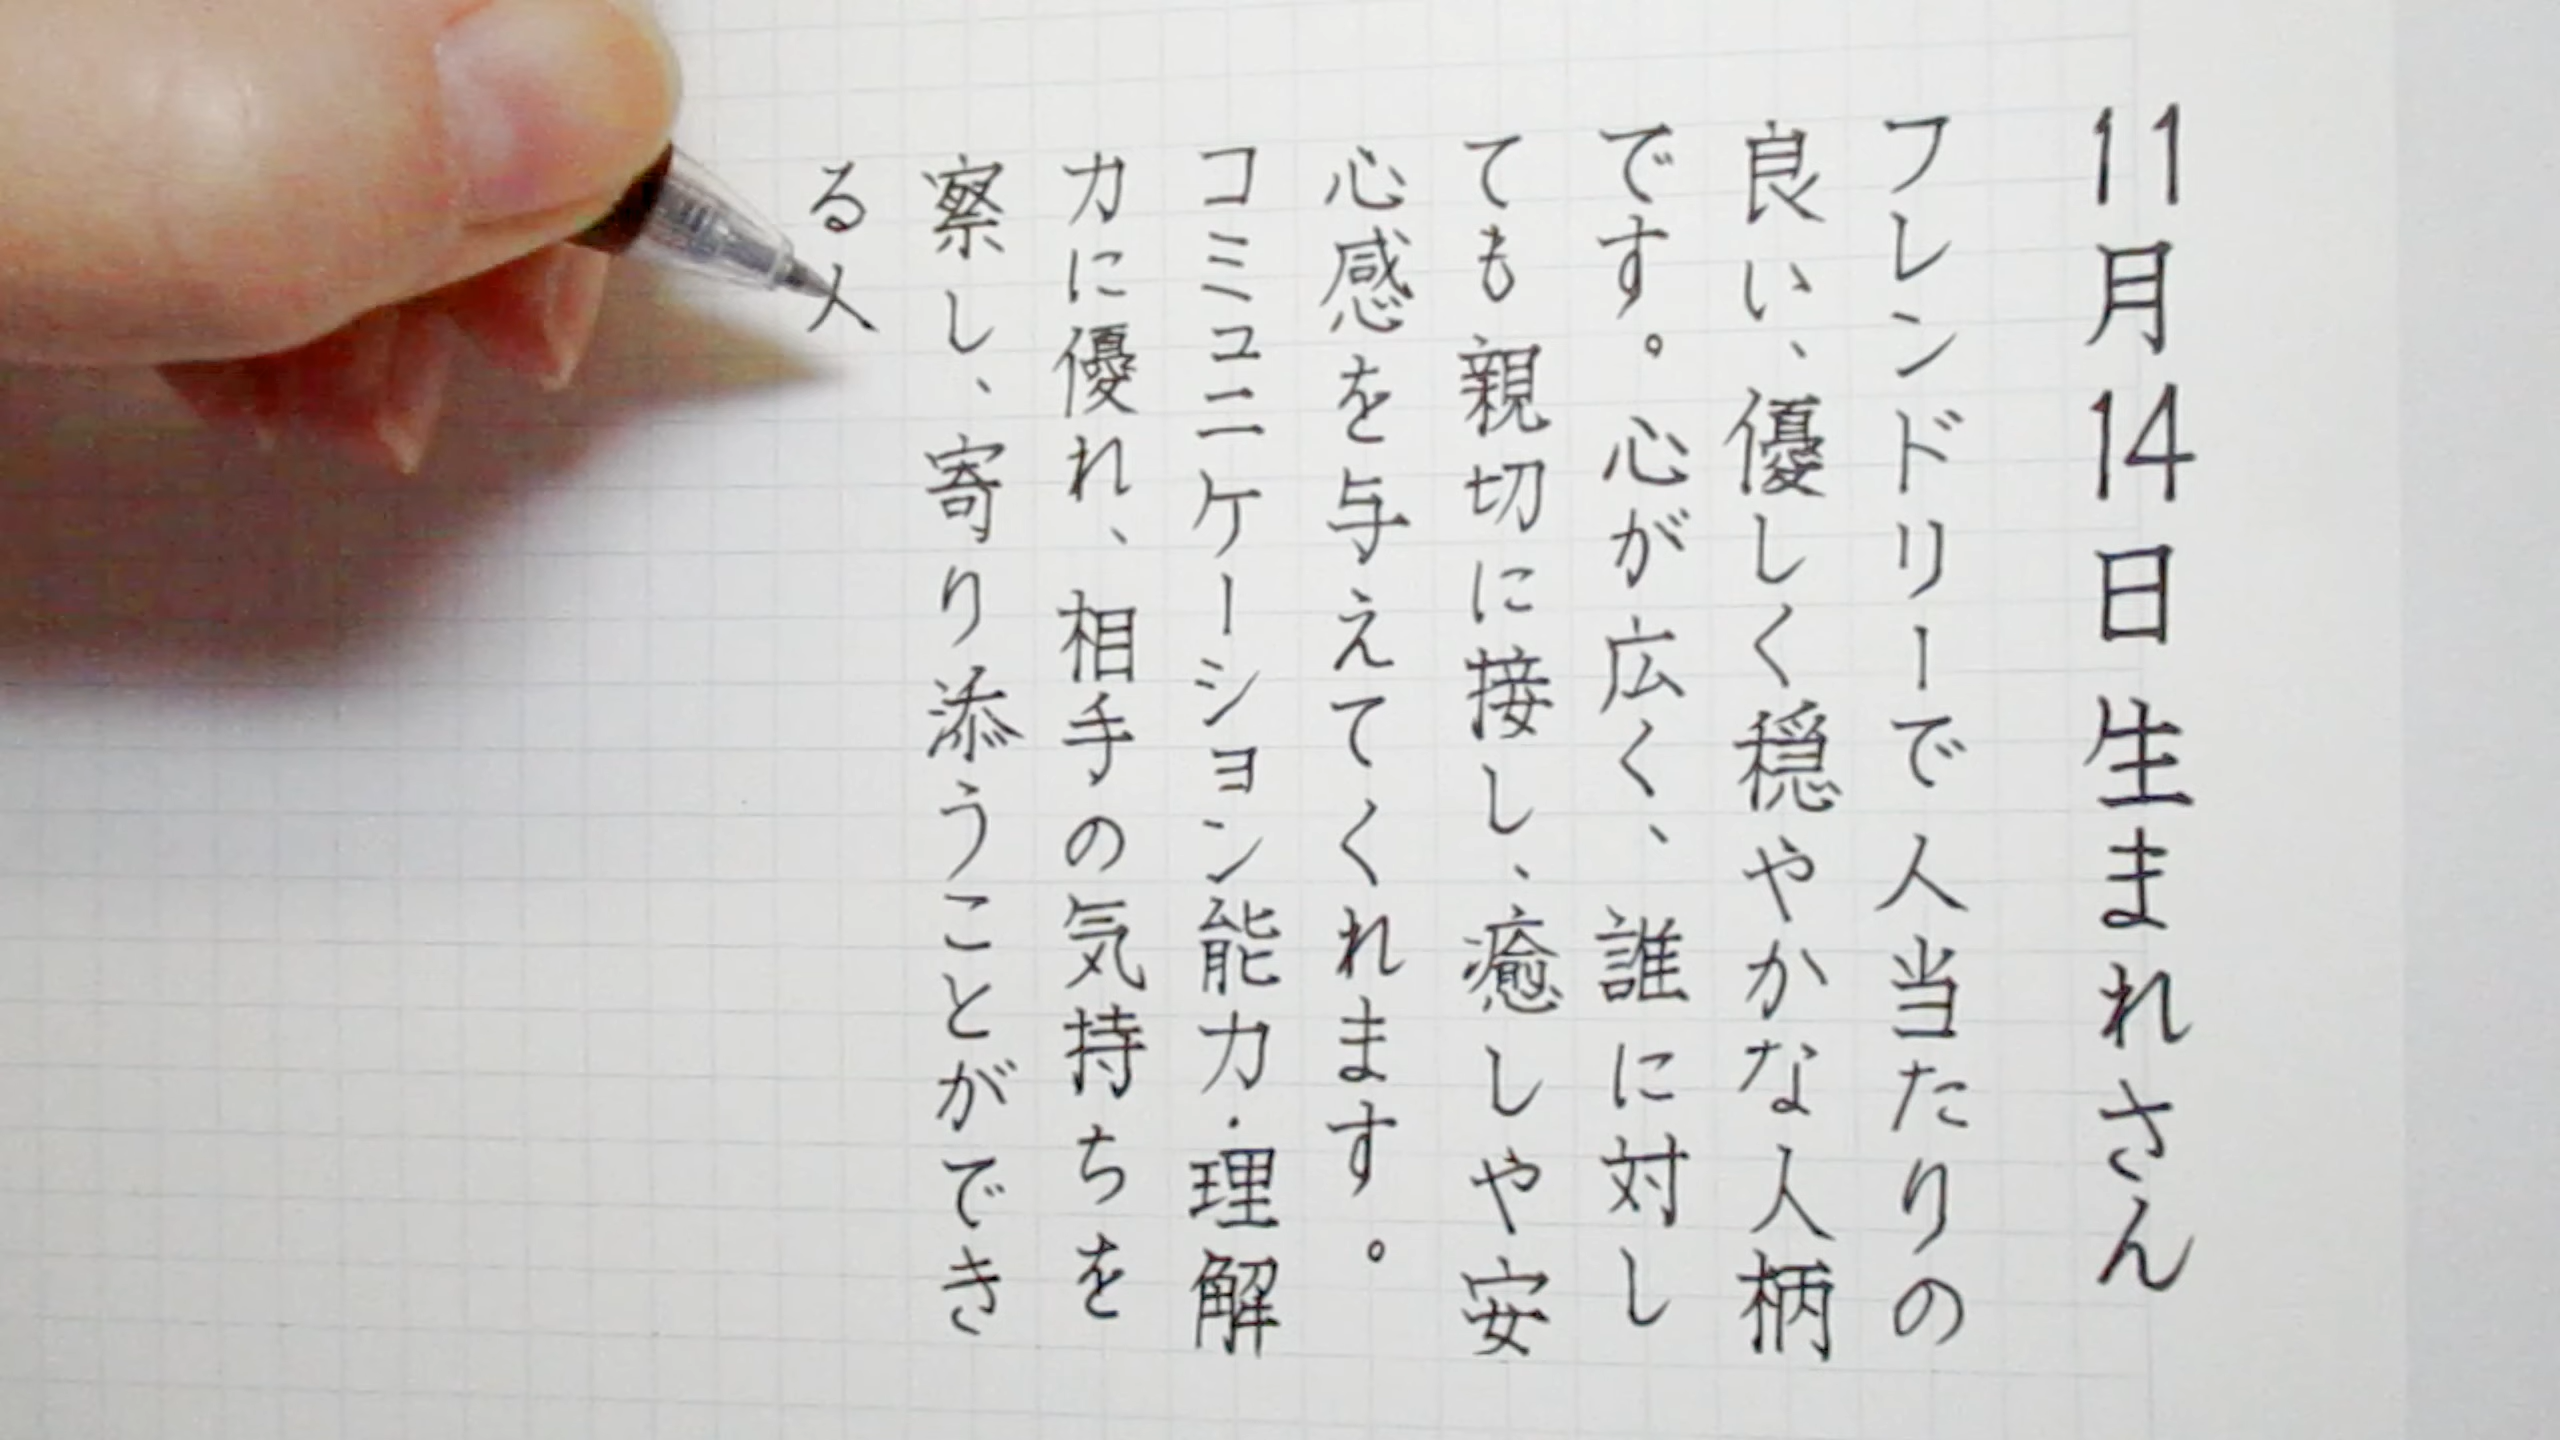 11月14日生まれさん
フレンドリーで人当たりの
良い、優しく穏やかな人柄
です。心が広く、誰に対し
ても親切に接し、癒しや安
心感を与えてくれます。
コミュニケーション能力・理解
力に優れ、相手の気持ちを
察し、寄り添うことができ
る人